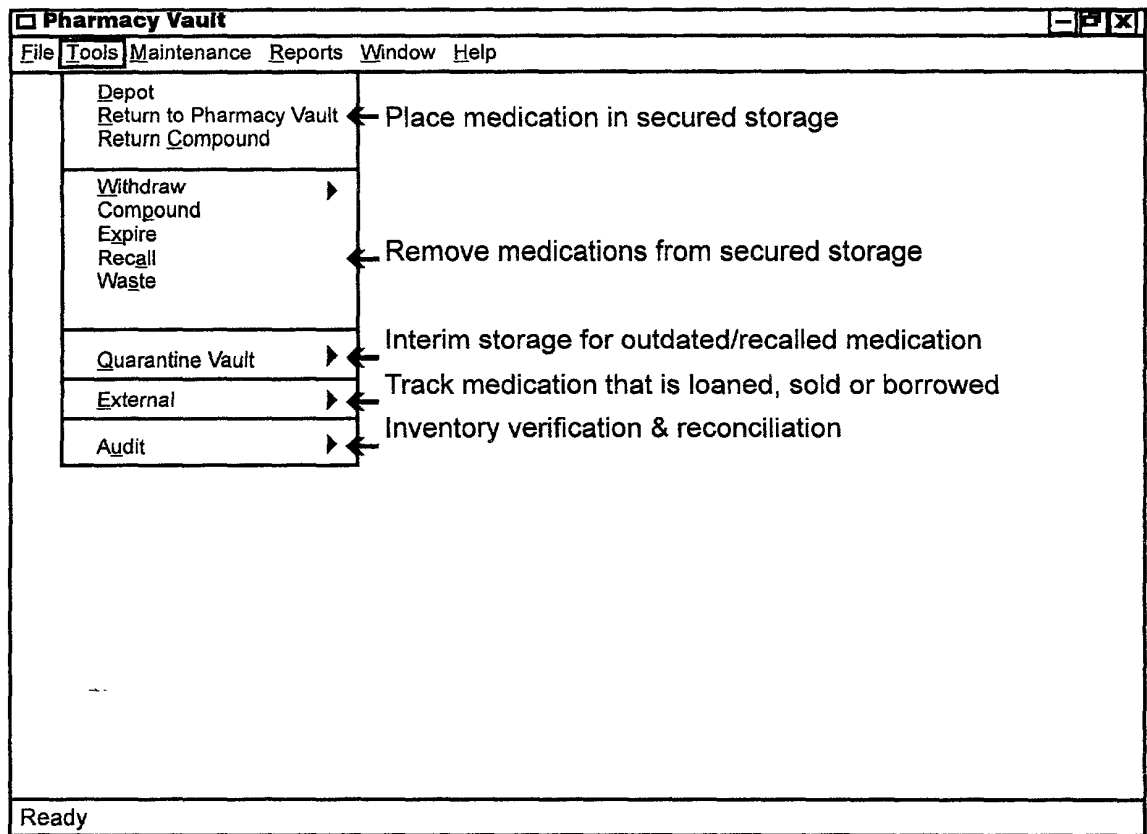 Pharmacy Vault
File Tools Maintenance Reports Window Help
Depot
Return to Pharmacy Vault
Place medication in secured storage
Return Compound
Withdraw
Compound
Expire
Recall
Remove medications from secured storage
Waste
Interim storage for outdated/recalled medication
Quarantine Vault
Track medication that is loaned, sold or borrowed
External
Inventory verification & reconciliation
Audit
Ready